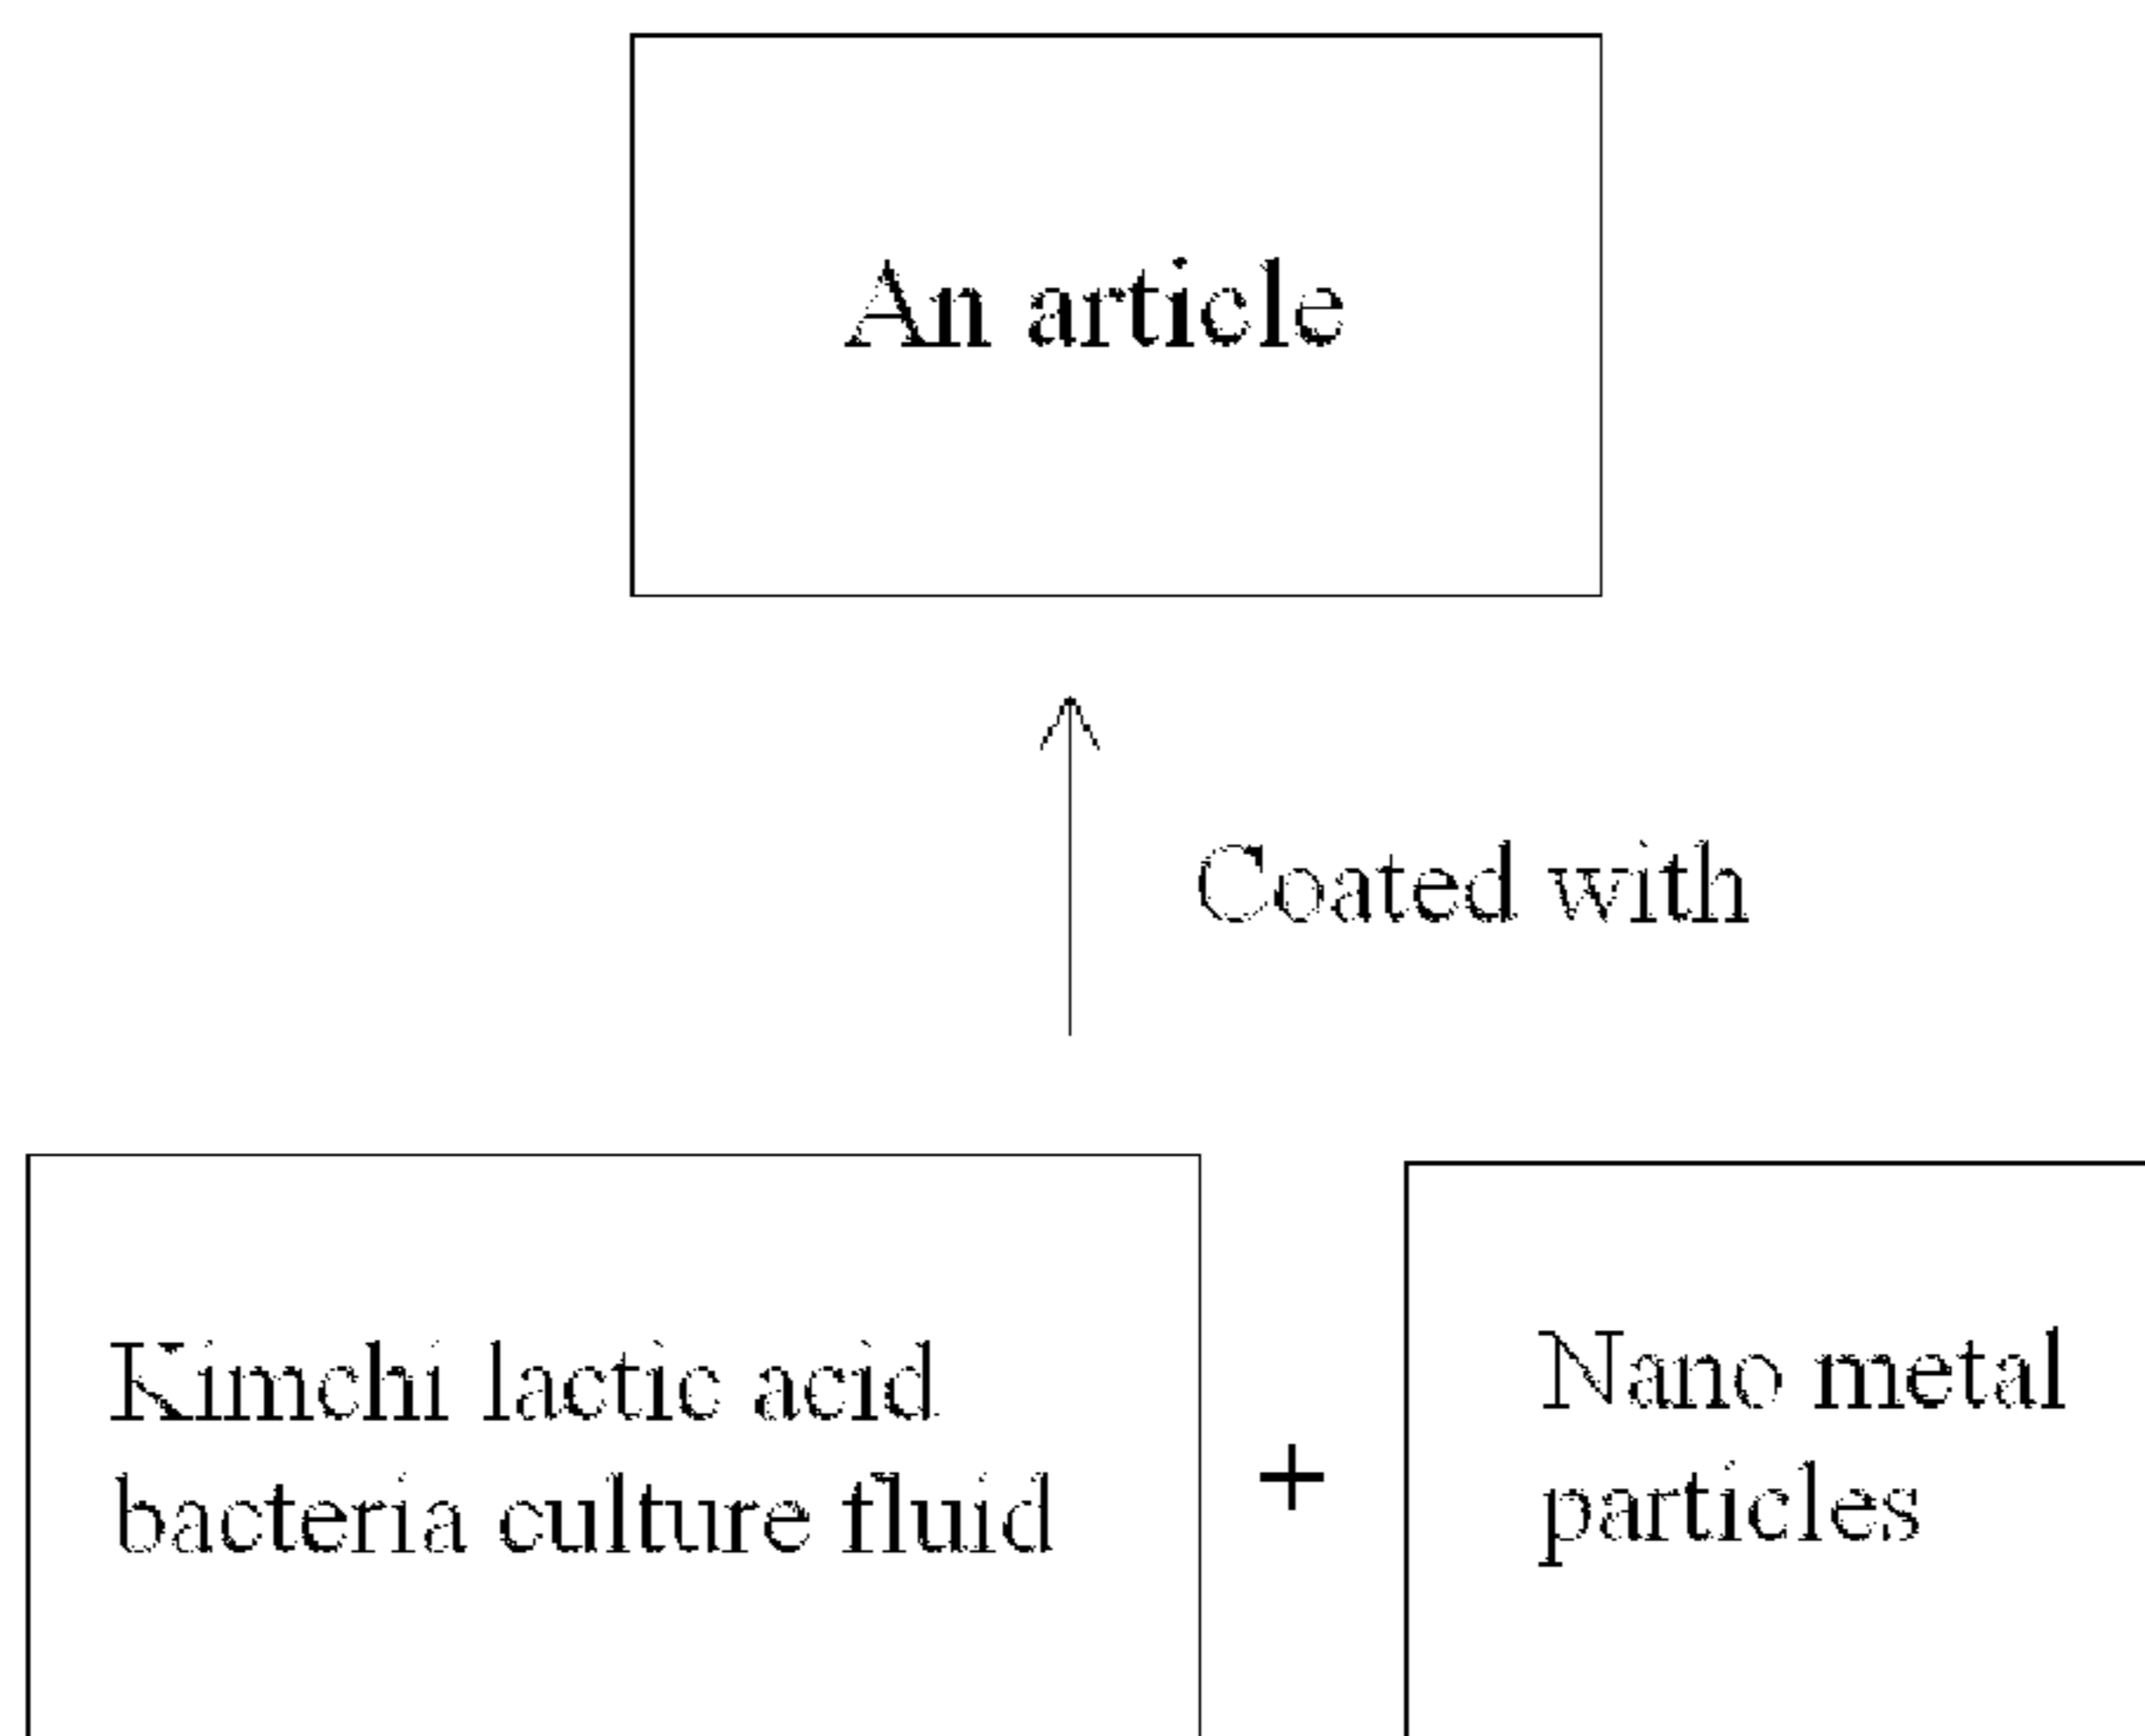 An article
Coated with
Kimchi lactic acid
bacteria culture fluid
+
Nano metal
particles